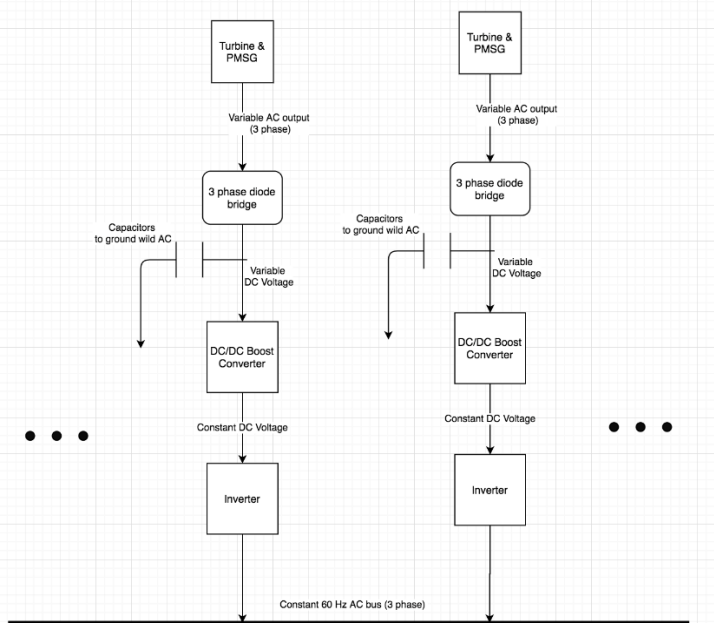 Turbine &
PMSG
Variable AC output
(3 phase)
3 phase diode
bridge
Capacitors
to ground wild AC
Variable
DC Voltage
DC/DC Boost
Converter
Constant DC Voltage
Inverter
Turbine &
PMSG
Variable AC output
(3 phase)
3 phase diode
bridge
Capacitors
to ground wild AC
Variable
DC Voltage
DC/DC Boost
Converter
Constant DC Voltage
Inverter
Constant 60 Hz AC bus (3 phase)